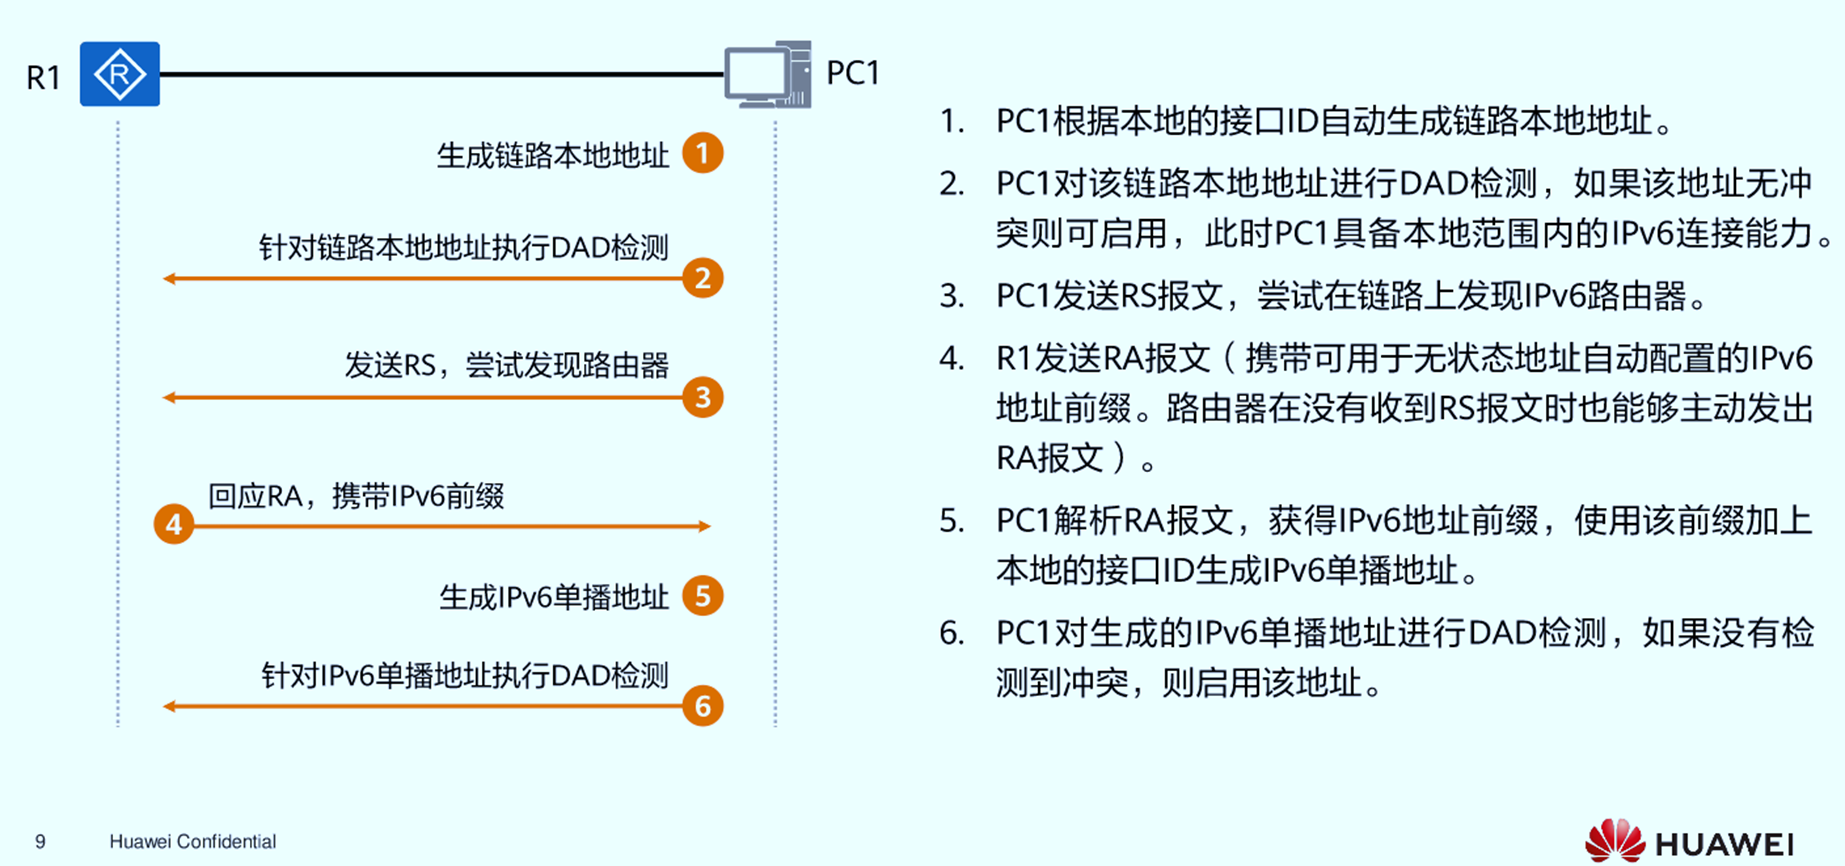 R1
R
PC1
生成链路本地地址 1
针对链路本地地址执行DAD检测
2
发送RS，尝试发现路由器
3
回应RA，携带IPv6前缀
4
生成IPv6单播地址 5
针对IPv6单播地址执行DAD检测
6
1. PC1根据本地的接口ID自动生成链路本地地址。
2. PC1对该链路本地地址进行DAD检测，如果该地址无冲
突则可启用，此时PC1具备本地范围内的IPv6连接能力。
3. PC1发送RS报文，尝试在链路上发现IPv6路由器。
4. R1发送RA报文（携带可用于无状态地址自动配置的IPv6
地址前缀。路由器在没有收到RS报文时也能够主动发出
RA报文）。
5. PC1解析RA报文，获得IPv6地址前缀，使用该前缀加上
本地的接口ID生成IPv6单播地址。
6. PC1对生成的IPv6单播地址进行DAD检测，如果没有检
测到冲突，则启用该地址。
9 Huawei Confidential
HUAWEI